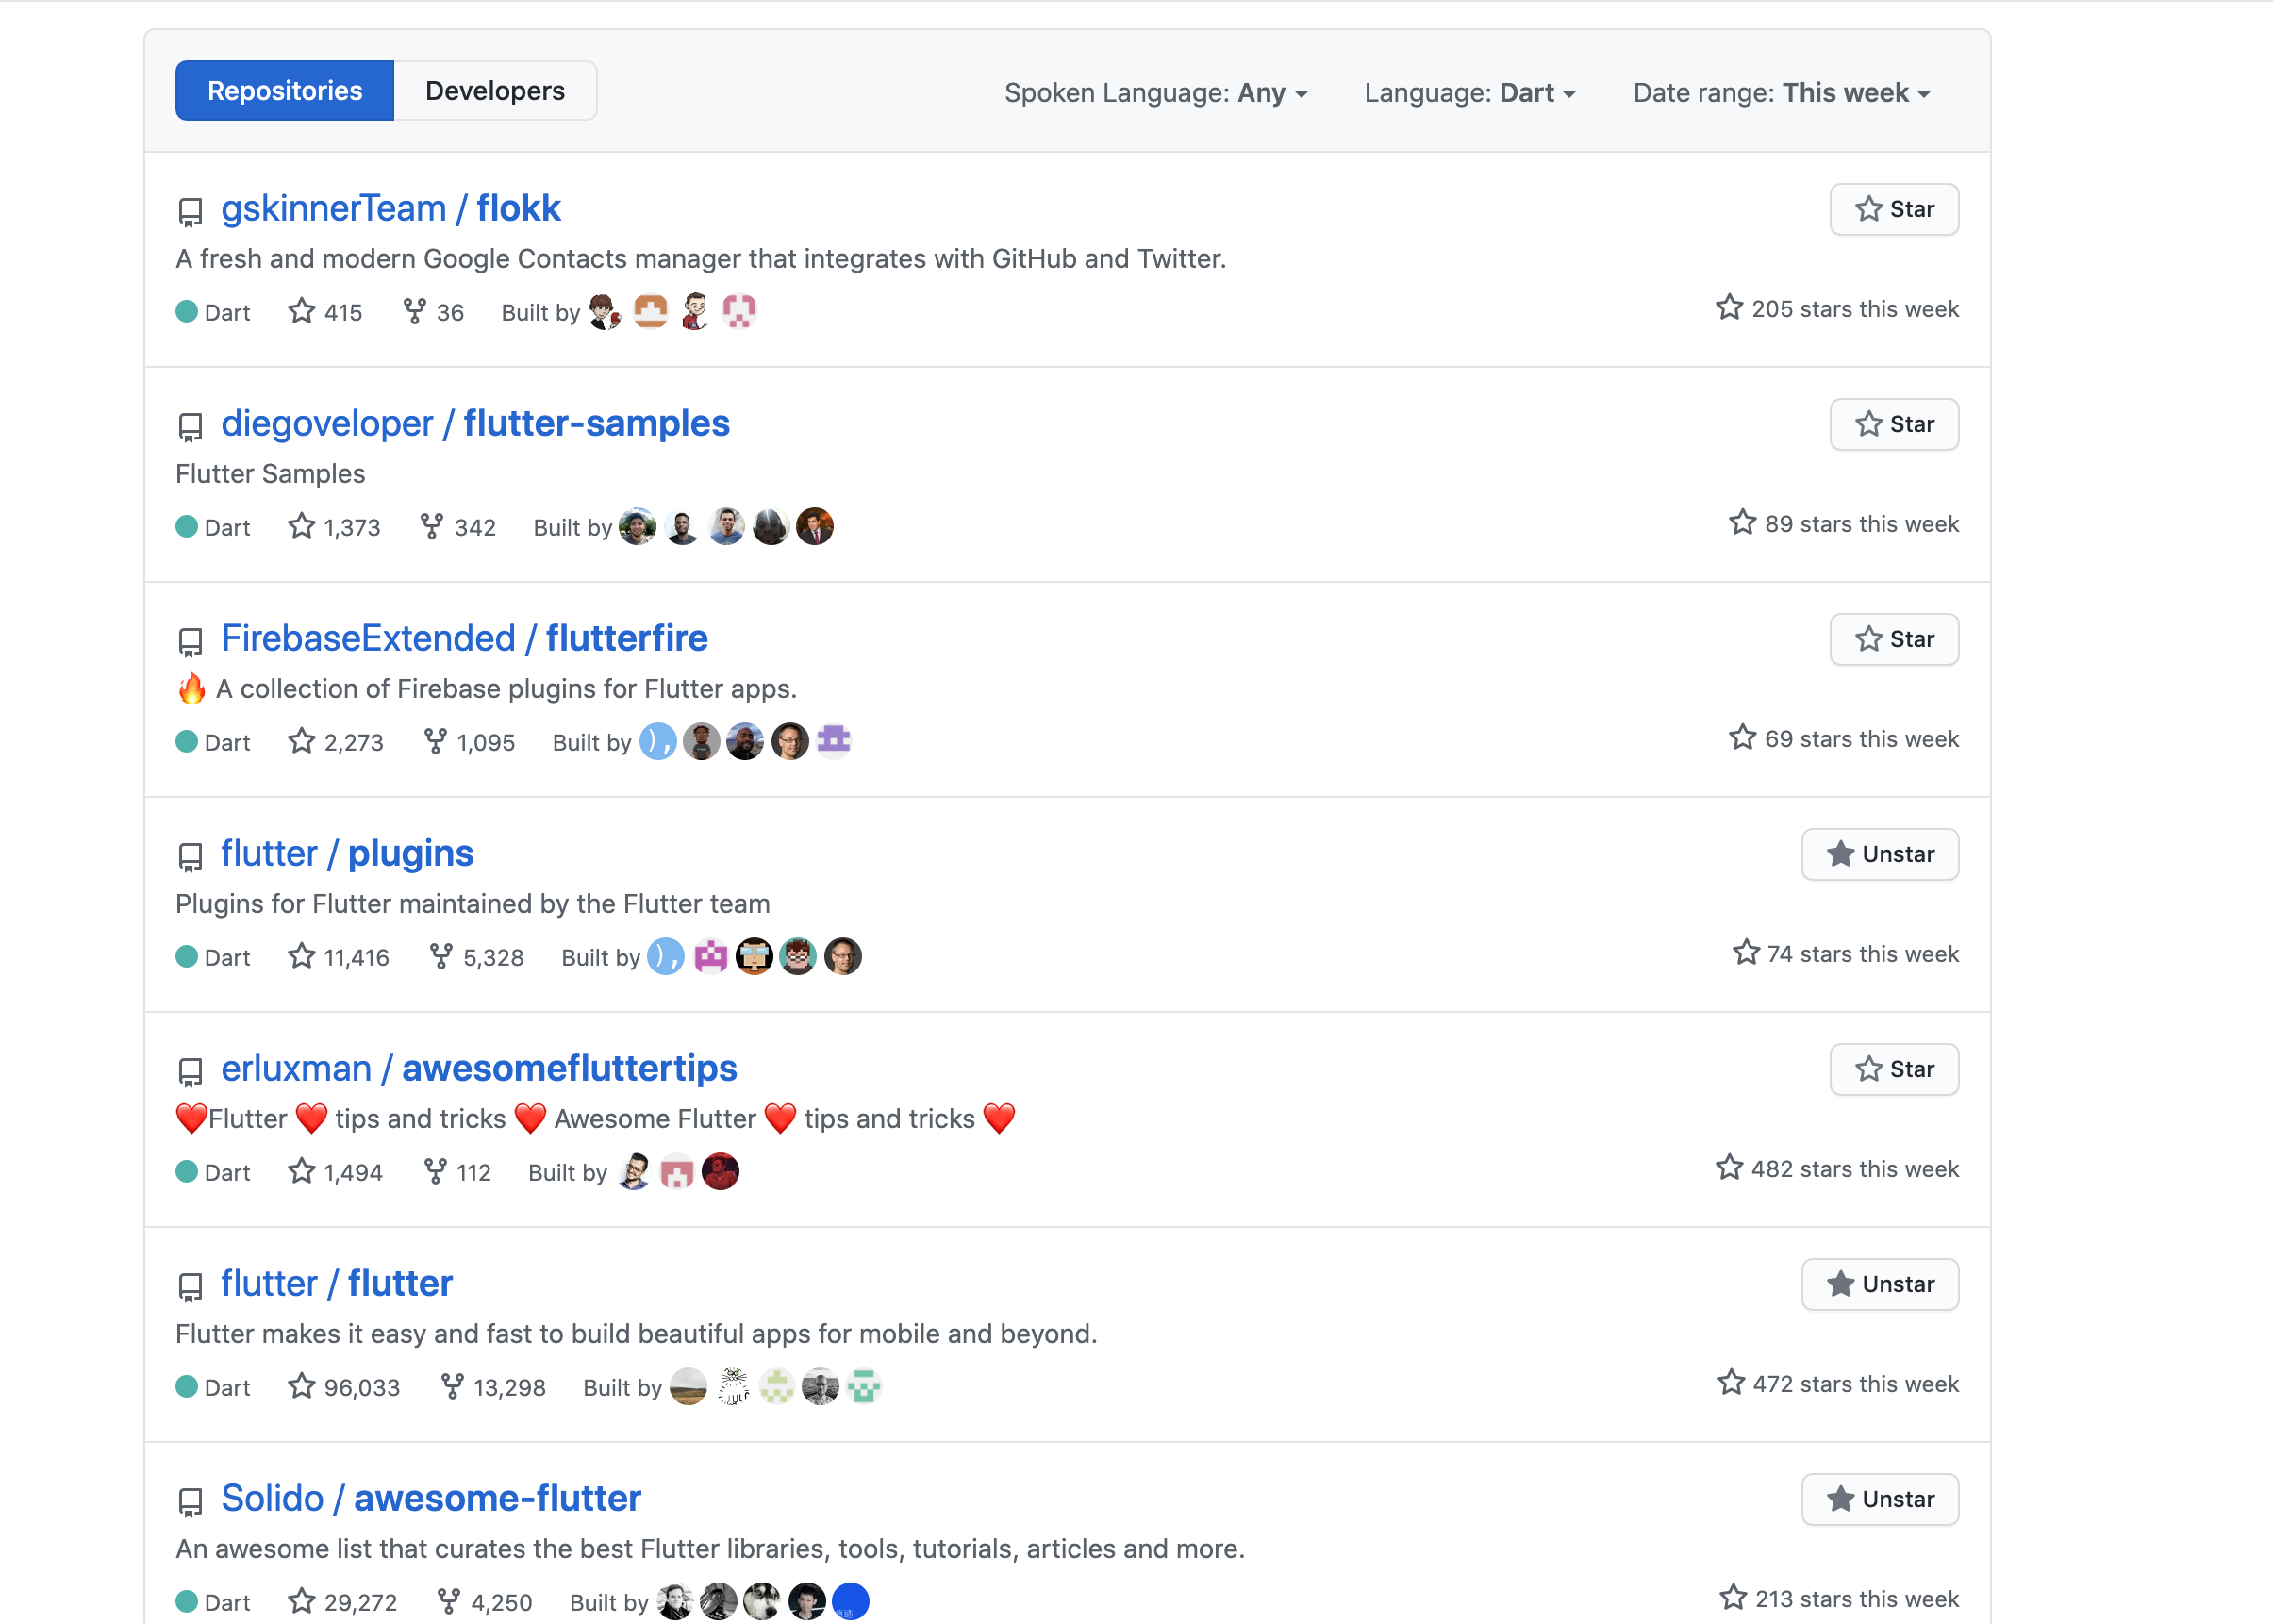 Repositories Developers Spoken Language: Any Language: Dart Date range: This week
gskinnerTeam / flokk Star
A fresh and modern Google Contacts manager that integrates with GitHub and Twitter.
Dart 415 36 Built by 205 stars this week
diegoveloper / flutter-samples Star
Flutter Samples
Dart 1,373 342 Built by 89 stars this week
FirebaseExtended / flutterfire Star
🔥 A collection of Firebase plugins for Flutter apps.
Dart 2,273 1,095 Built by ), 69 stars this week
flutter / plugins Unstar
Plugins for Flutter maintained by the Flutter team
Dart 11,416 5,328 Built by ), 74 stars this week
erluxman / awesomefluttertips Star
❤️Flutter ❤️ tips and tricks ❤️ Awesome Flutter ❤️ tips and tricks ❤️
Dart 1,494 112 Built by 482 stars this week
flutter / flutter Unstar
Flutter makes it easy and fast to build beautiful apps for mobile and beyond.
Dart 96,033 13,298 Built by 472 stars this week
Solido / awesome-flutter Unstar
An awesome list that curates the best Flutter libraries, tools, tutorials, articles and more.
Dart 29,272 4,250 Built by 213 stars this week